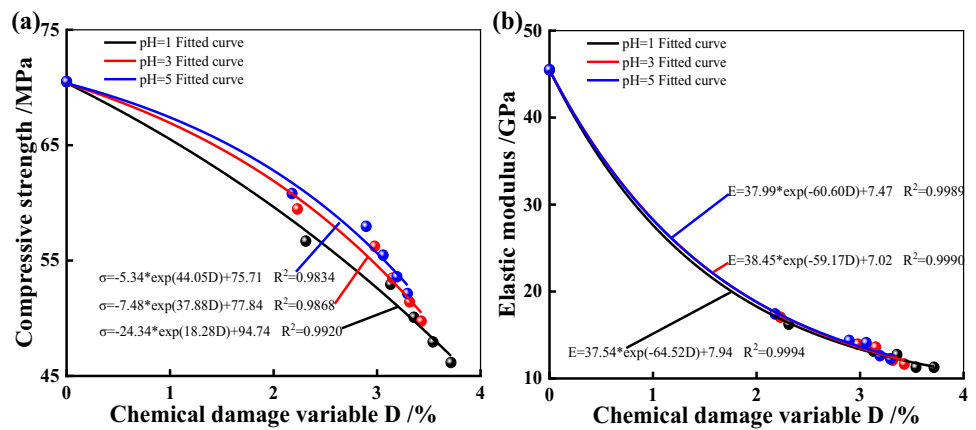 (a)
75
65
55
45
0
1
2
3
4
Compressive strength /MPa
Chemical damage variable D /%
pH=1 Fitted curve
pH=3 Fitted curve
pH=5 Fitted curve
σ=-5.34*exp(44.05D)+75.71 R²=0.9834
σ=-7.48*exp(37.88D)+77.84 R²=0.9868
σ=-24.34*exp(18.28D)+94.74 R²=0.9920
(b)
50
40
30
20
10
0
1
2
3
4
Elastic modulus /GPa
Chemical damage variable D /%
pH=1 Fitted curve
pH=3 Fitted curve
pH=5 Fitted curve
E=37.99*exp(-60.60D)+7.47 R²=0.9989
E=38.45*exp(-59.17D)+7.02 R²=0.9990
E=37.54*exp(-64.52D)+7.94 R²=0.9994